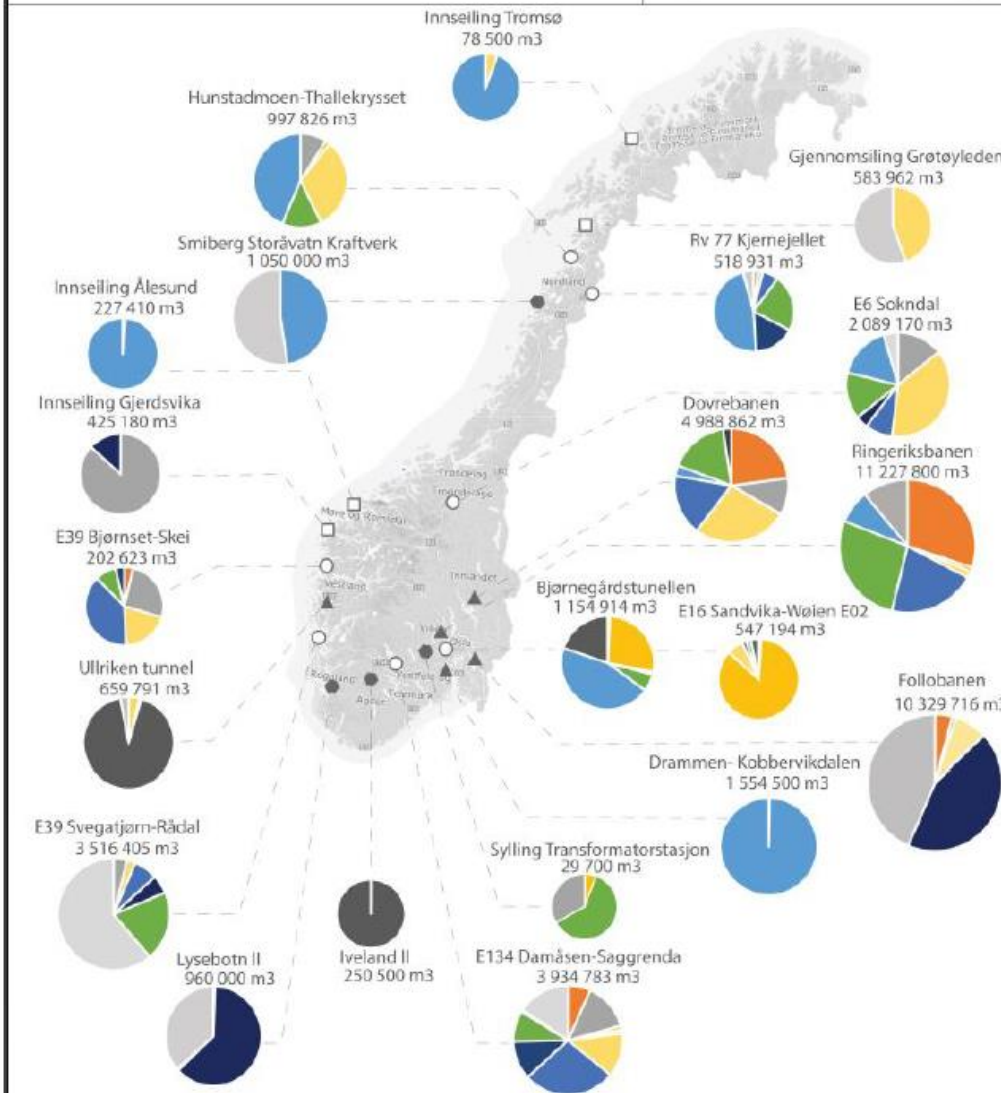 Innseiling Tromsø
78 500 m3
Hunstadmoen-Thallekrysset
997 826 m3
Gjennomsiling Grøtøyleden
583 962 m3
Smiberg Storåvatn Kraftverk
1 050 000 m3
Rv 77 Kjernejellet
518 931 m3
Nordland
Innseiling Ålesund
227 410 m3
E6 Sokndal
2 089 170 m3
Innseiling Gjerdsvika
425 180 m3
Dovrebanen
4 988 862 m3
Ringeriksbanen
11 227 800 m3
Trøndelag
Møre og Romsdal
E39 Bjørnset-Skei
202 623 m3
Innlandet
Vestland
Bjørnegårdstunellen
1 154 914 m3
E16 Sandvika-Wøien E02
547 194 m3
Oslo
Ullriken tunnel
659 791 m3
Follobanen
10 329 716 m3
Rogaland
Agder
Drammen- Kobbervikdalen
1 554 500 m3
E39 Svegatjørn-Rådal
3 516 405 m3
Sylling Transformatorstasjon
29 700 m3
Lysebotn II
960 000 m3
Iveland II
250 500 m3
E134 Damåsen-Saggrenda
3 934 783 m3